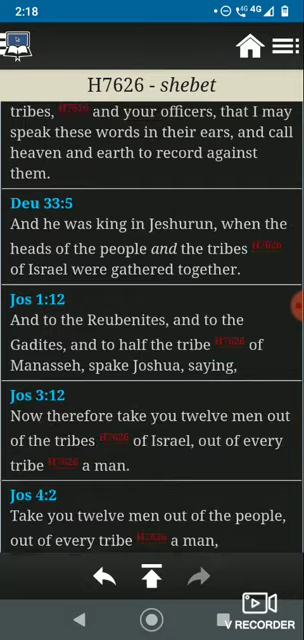 2:18
4G 4G
H7626 - shebet
tribes, H7626 and your officers, that I may
speak these words in their ears, and call
heaven and earth to record against
them.
Deu 33:5
And he was king in Jeshurun, when the
heads of the people and the tribes H7626
of Israel were gathered together.
Jos 1:12
And to the Reubenites, and to the
Gadites, and to half the tribe H7626 of
Manasseh, spake Joshua, saying,
Jos 3:12
Now therefore take you twelve men out
of the tribes H7626 of Israel, out of every
tribe H7626 a man.
Jos 4:2
Take you twelve men out of the people,
out of every tribe H7626 a man,
V RECORDER